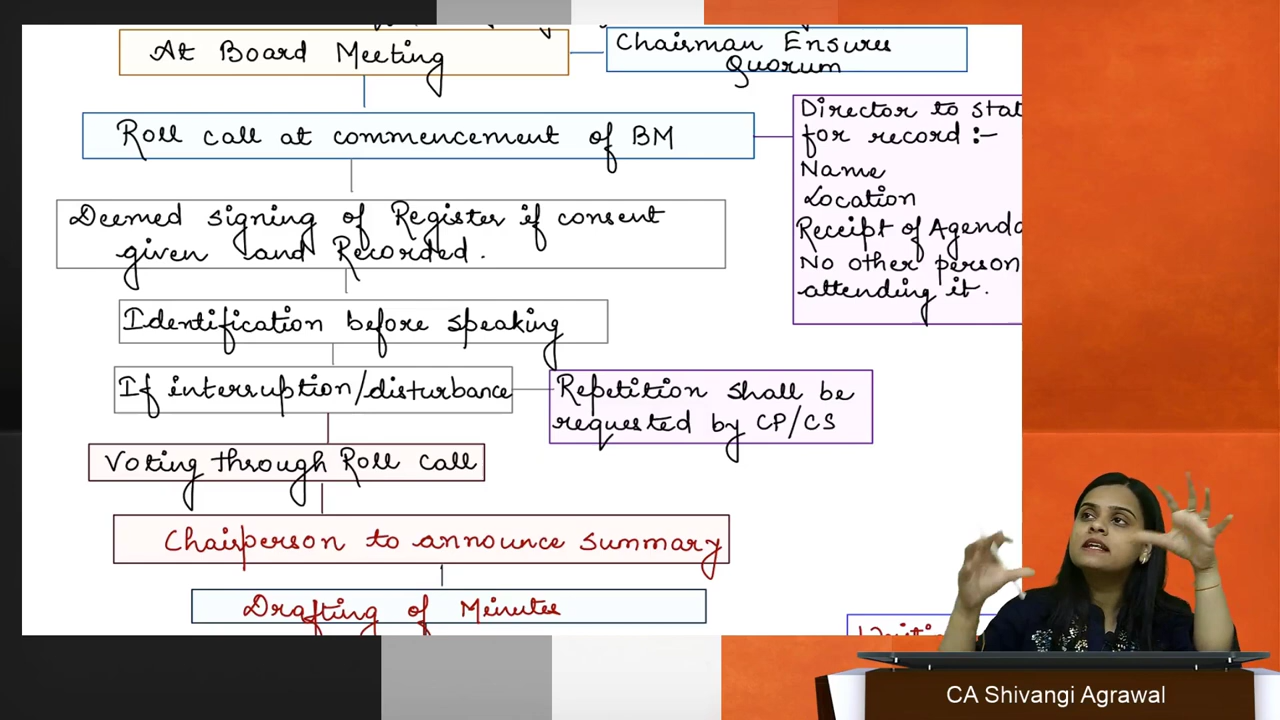 At Board Meeting
Chairman Ensures
Quorum
Roll call at commencement of BM
Director to stat
for record :-
Name
Location
Receipt of Agenda
No other person
attending it.
Deemed signing of Register if consent
given and Recorded.
Identification before speaking
If interruption/disturbance
Repetition shall be
requested by CP/CS
Voting through Roll call
Chairperson to announce summary
Drafting of Minutes
CA Shivangi Agrawal